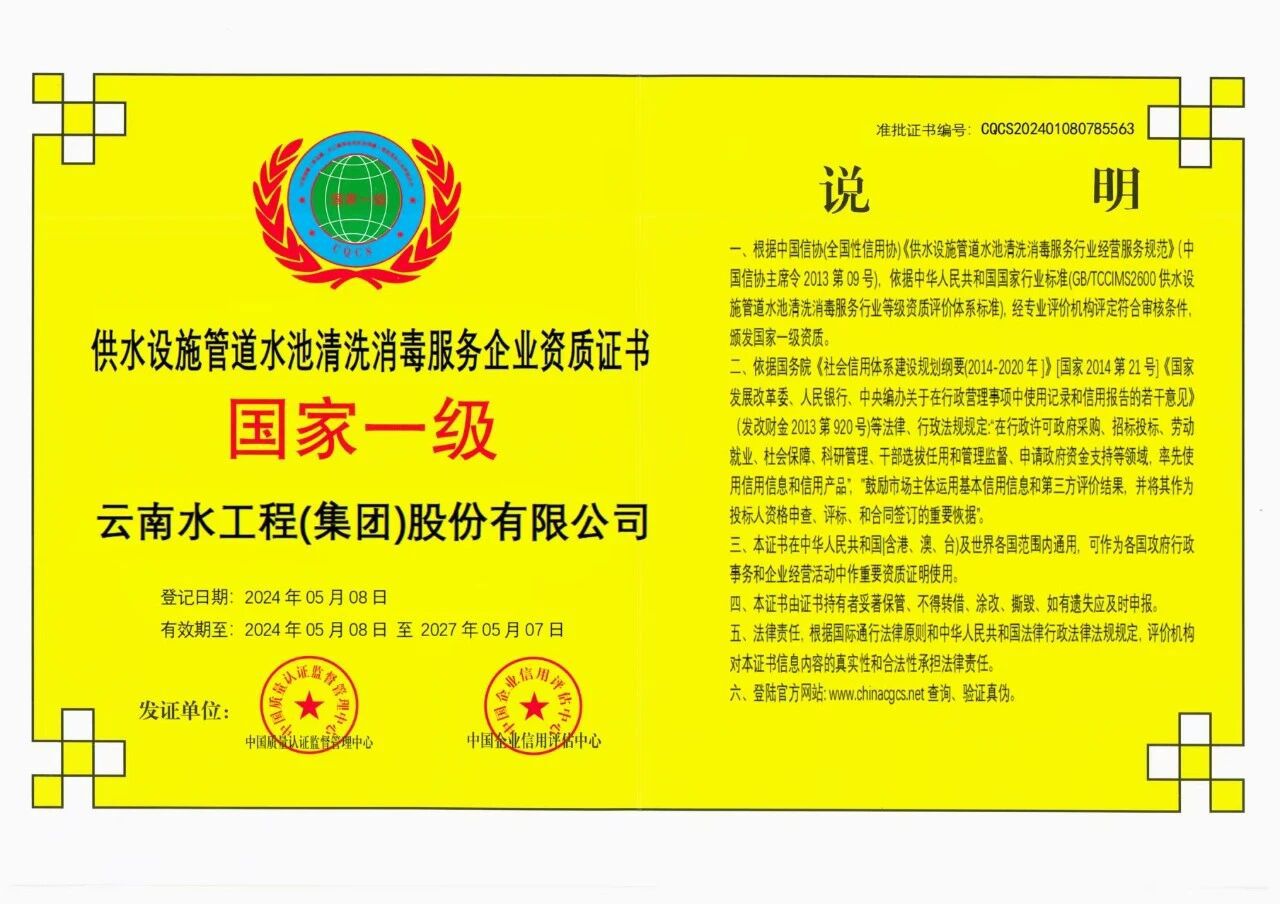 国家一级
CQCS
供水设施管道水池清洗消毒服务企业资质证书
国家一级
云南水工程(集团)股份有限公司
登记日期：2024 年 05 月 08 日
有效期至：2024 年 05 月 08 日 至 2027 年 05 月 07 日
发证单位：
中国质量认证监督管理中心
中国质量认证监督管理中心
中国企业信用评估中心
中国企业信用评估中心
准批证书编号：CQCS202401080785563
说 明
一、根据中国信协(全国性信用协)《供水设施管道水池清洗消毒服务行业经营服务规范》（中
国信协主席令 2013 第 09 号)，依据中华人民共和国国家行业标准(GB/TCCIMS2600 供水设
施管道水池清洗消毒服务行业等级资质评价体系标准)，经专业评价机构评定符合审核条件，
颁发国家一级资质。
二、依据国务院《社会信用体系建设规划纲要(2014-2020 年 ]》[国家 2014 第 21 号]《国家
发展改革委、人民银行、中央编办关于在行政营理事项中使用记录和信用报告的若干意见》
（发改财金 2013 第 920 号)等法律、行政法规规定:“在行政许可政府采购、招标投标、劳动
就业、杜会保障、科研管理、干部选拔任用和管理监督、申请政府资金支持等领域，率先使
用信用信息和信用产品”，“鼓励市场主体运用基本信用信息和第三方评价结果，并将其作为
投标人资格申查、评标、和合同签订的重要恢据”。
三、本证书在中华人民共和国[含港、澳、台)及世界各国范围内通用，可作为各国政府行政
事务和企业经营活动中作重要资质证明使用。
四、本证书由证书持有者妥著保管、不得转借、涂改、撕毁、如有遗失应及时申报。
五、法律责任，根据国际通行法律原则和中华人民共和国法律行政法律法规规定，评价机构
对本证书信息内容的真实性和合法性承担法律责任。
六、登陆官方网站: www.chinacgcs.net 查询、验证真伪。